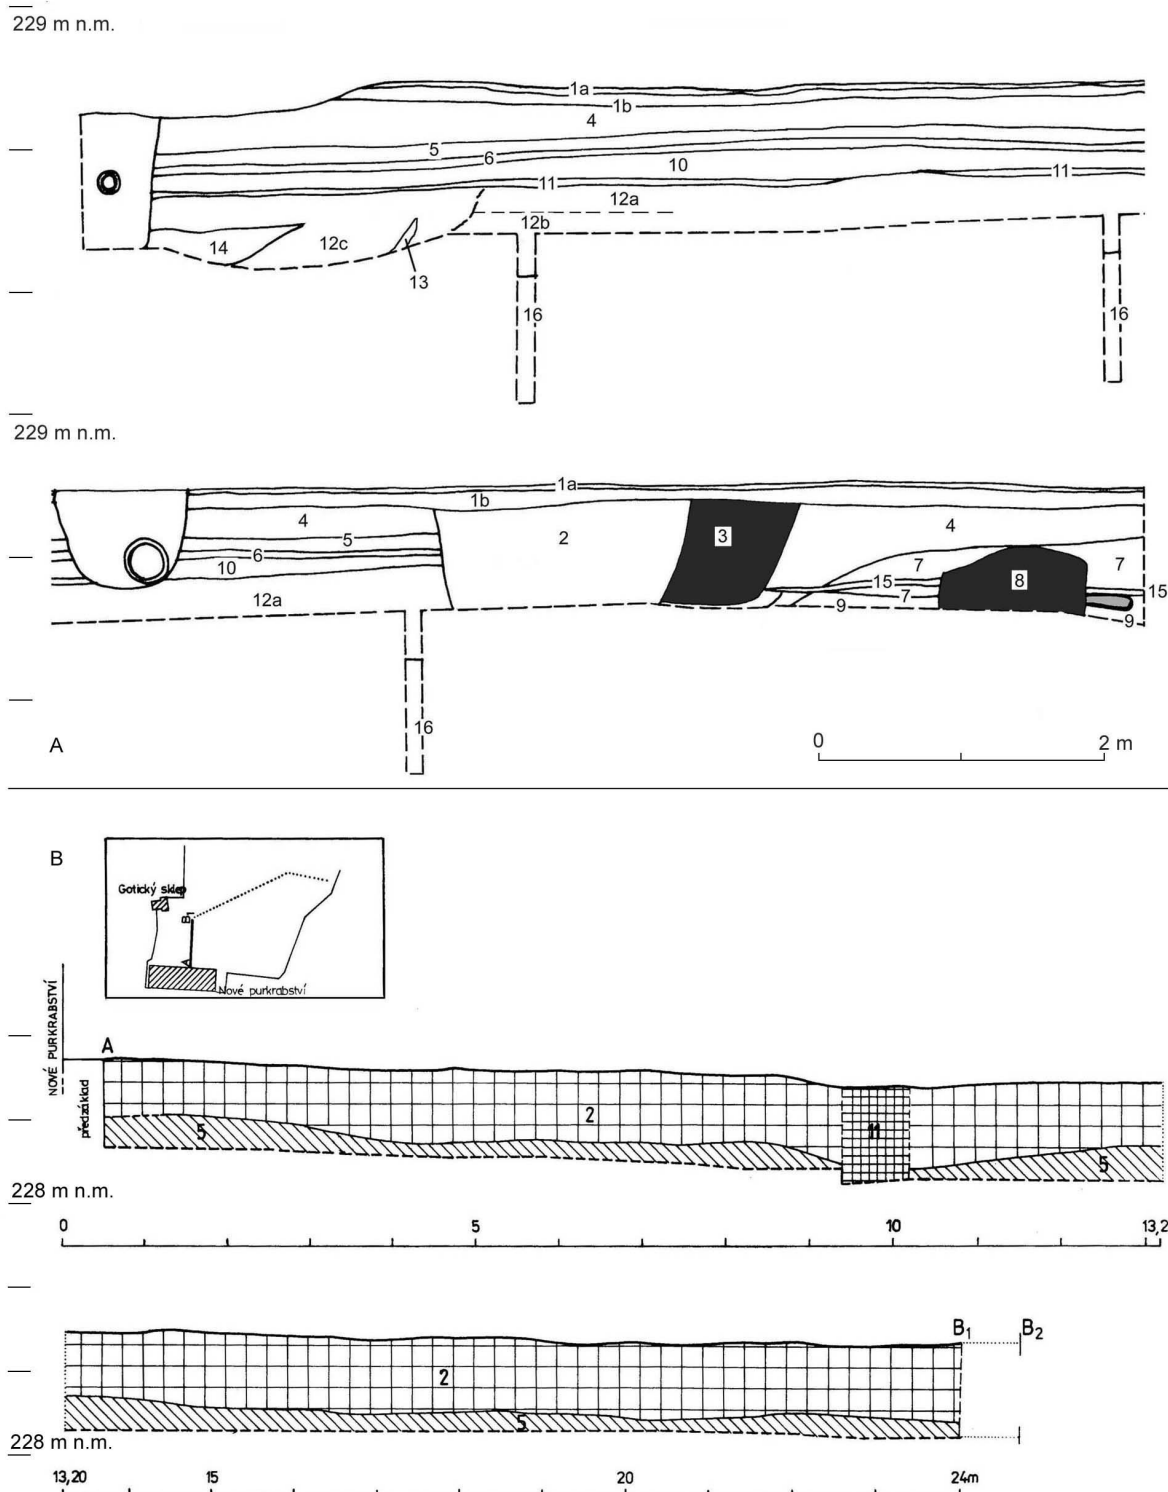 229 m n.m.
1a
1b
4
5
6
10
11
11
12a
12b
14
12c
13
16
16
229 m n.m.
1a
1b
4
5
6
10
12a
2
3
4
7
7
15
8
7
9
15
9
16
A
0
2 m
B
Gotický sklep
B1
A
Nové purkrabství
NOVÉ PURKRABSTVÍ
předzáklad
A
2
11
5
5
228 m n.m.
0
5
10
13,2
B1
B2
2
5
228 m n.m.
13,20
15
20
24m